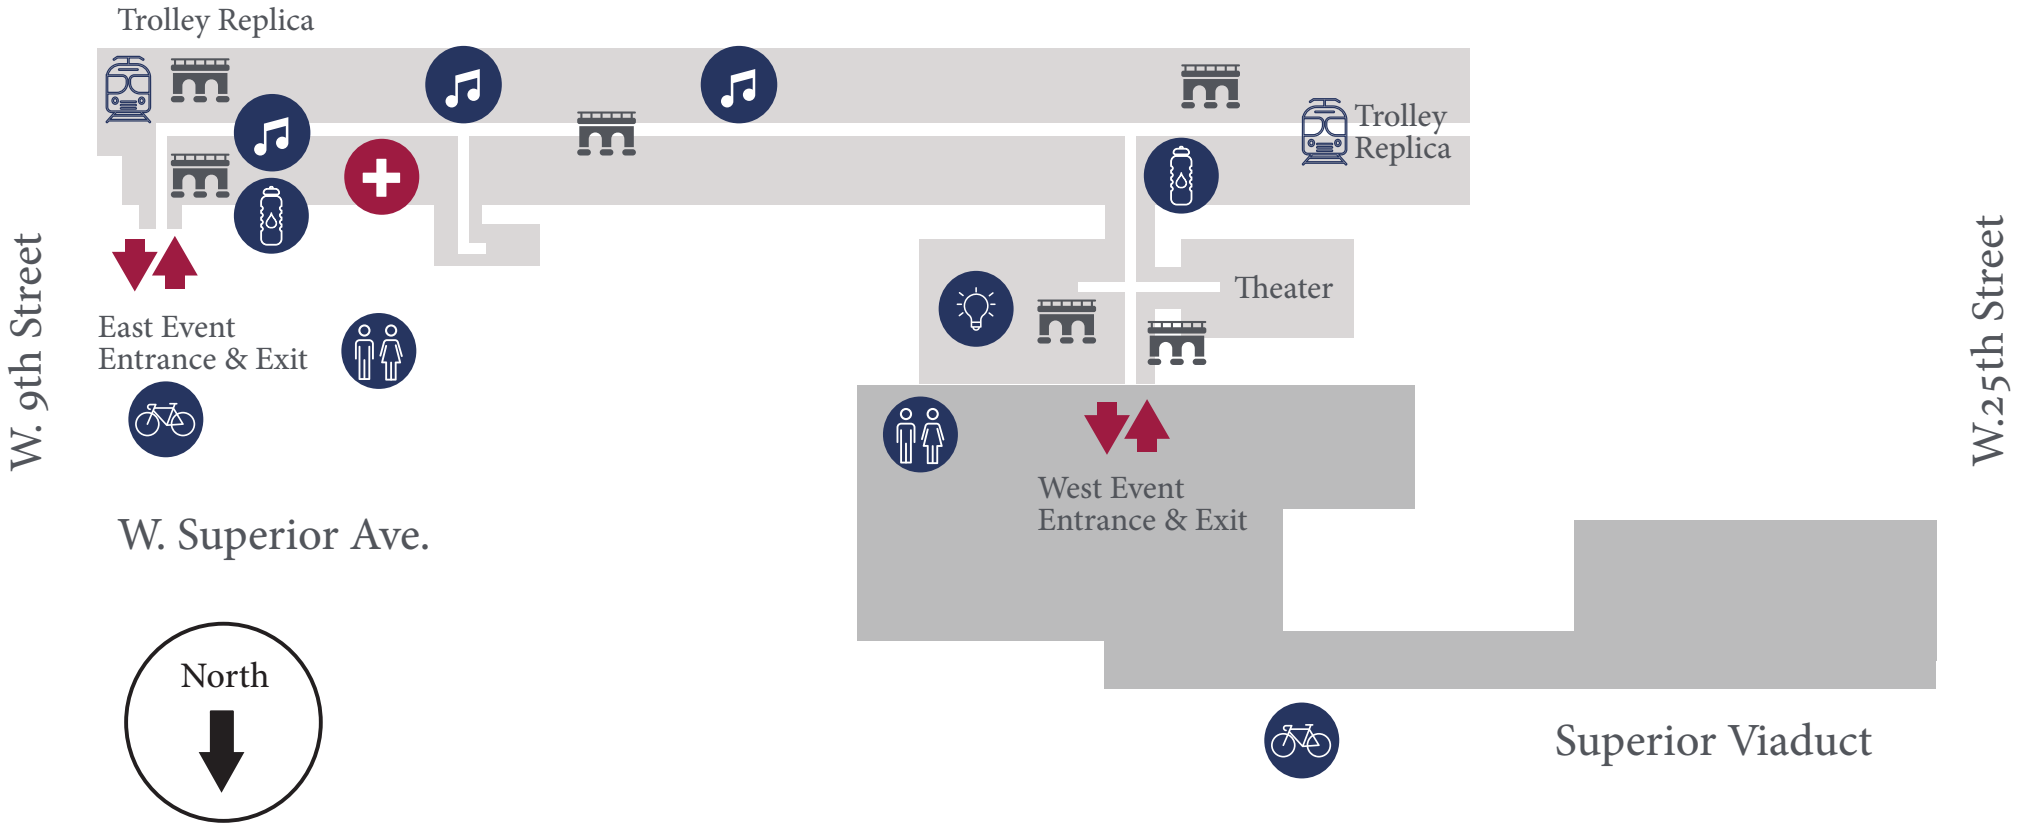 Trolley Replica
Trolley
Replica
W. 9th Street
Theater
W.25th Street
East Event
Entrance & Exit
West Event
Entrance & Exit
W. Superior Ave.
North
Superior Viaduct